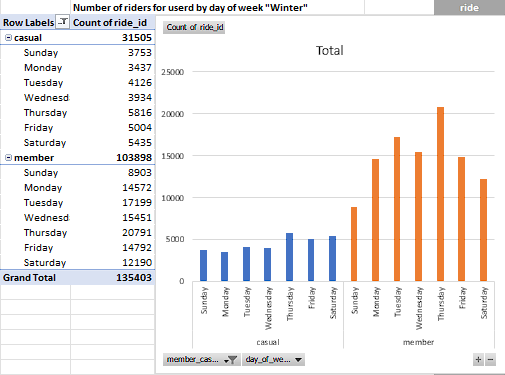 Number of riders for userd by day of week "Winter"
ride
Row Labels Count of ride_id
casual 31505
Sunday 3753
Monday 3437
Tuesday 4126
Wednesd 3934
Thursday 5816
Friday 5004
Saturday 5435
member 103898
Sunday 8903
Monday 14572
Tuesday 17199
Wednesd 15451
Thursday 20791
Friday 14792
Saturday 12190
Grand Total 135403
Count of ride_id
Total
25000
20000
15000
10000
5000
0
Sunday
Monday
Tuesday
Wednesday
Thursday
Friday
Saturday
Sunday
Monday
Tuesday
Wednesday
Thursday
Friday
Saturday
casual
member
member_cas...
day_of_we...
+ -